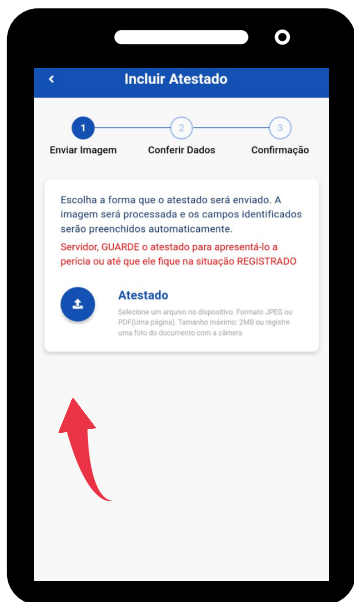 Incluir Atestado
1 2 3
Enviar Imagem Conferir Dados Confirmação
Escolha a forma que o atestado será enviado. A
imagem será processada e os campos identificados
serão preenchidos automaticamente.
Servidor, GUARDE o atestado para apresentá-lo a
perícia ou até que ele fique na situação REGISTRADO
Atestado
Selecione um arquivo no dispositivo. Formato JPEG ou
PDF(Uma página). Tamanho máximo: 2MB ou registre
uma foto do documento com a câmera